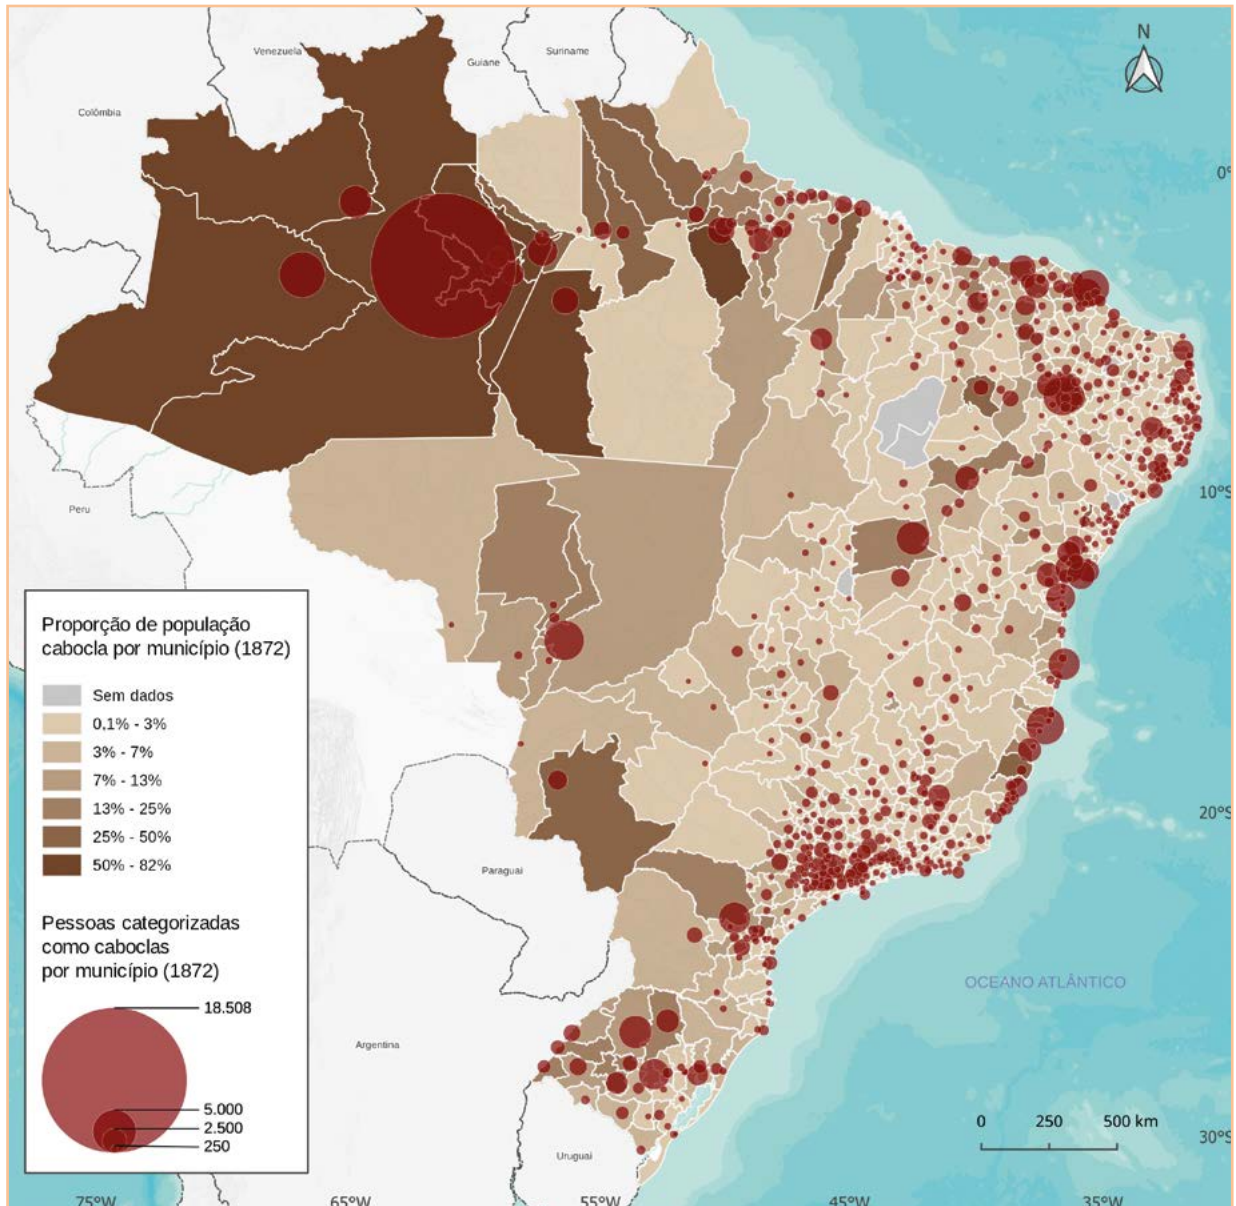 Venezuela
Suriname
Guiane
Colômbia
N
0°
10°S
Peru
Proporção de população
cabocla por município (1872)
Sem dados
0,1% - 3%
3% - 7%
7% - 13%
13% - 25%
25% - 50%
50% - 82%
20°S
Paraguai
Pessoas categorizadas
como caboclas
por município (1872)
OCEANO ATLÂNTICO
18.508
Argentina
5.000
2.500
250
0 250 500 km
30°S
Uruguai
75°W 65°W 55°W 45°W 35°W